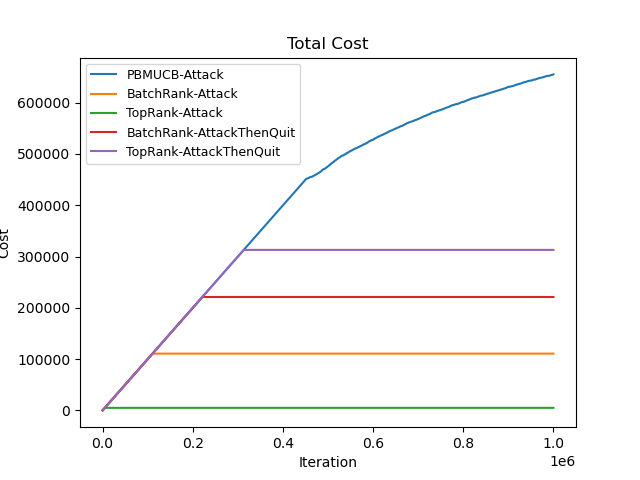 Total Cost
PBMUCB-Attack
BatchRank-Attack
TopRank-Attack
BatchRank-AttackThenQuit
TopRank-AttackThenQuit
600000
500000
400000
300000
200000
100000
0
Cost
0.0 0.2 0.4 0.6 0.8 1.0
1e6
Iteration